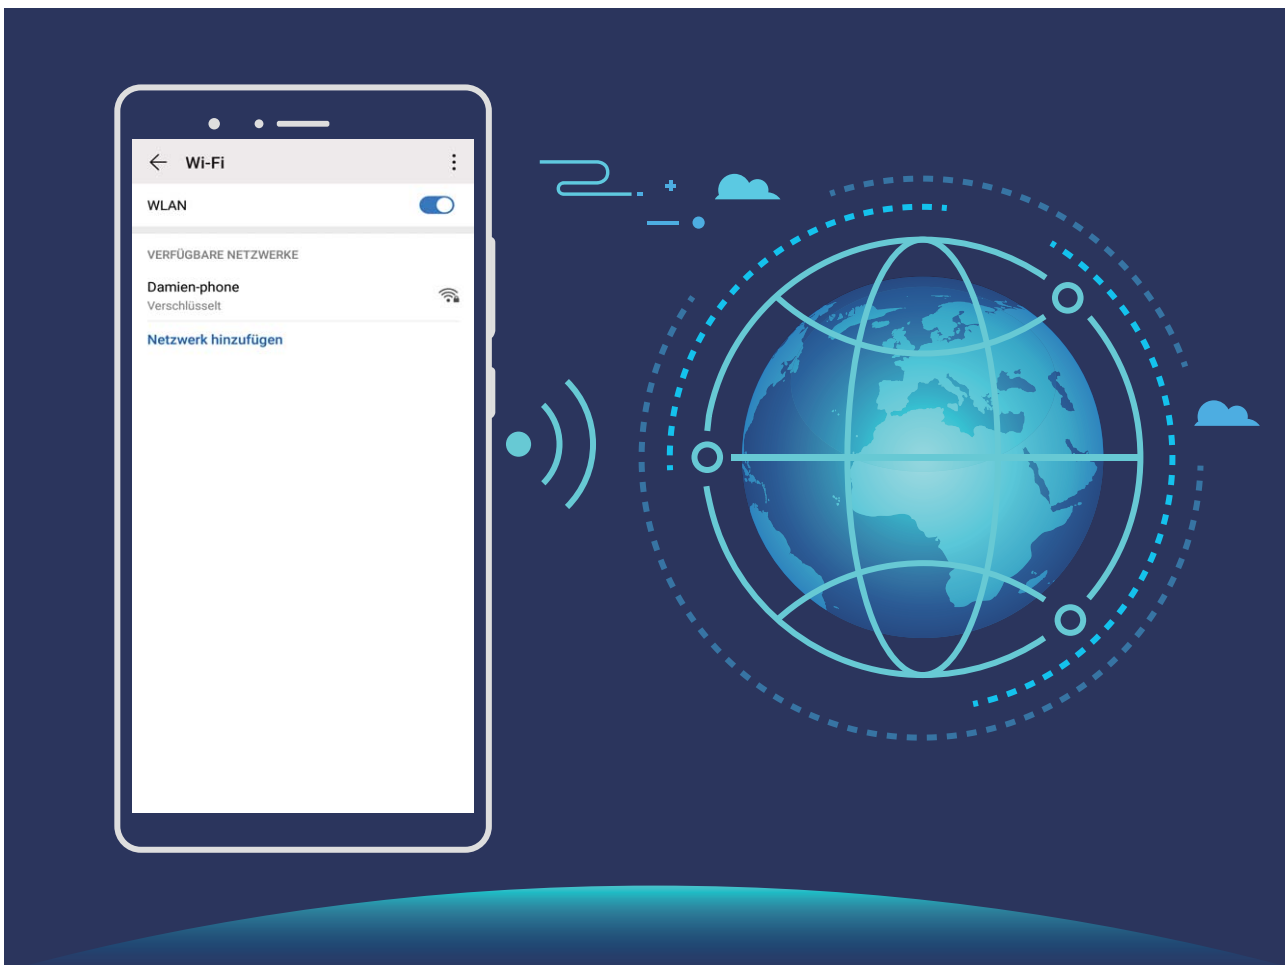 Wi-Fi
WLAN
VERFÜGBARE NETZWERKE
Damien-phone
Verschlüsselt
Netzwerk hinzufügen